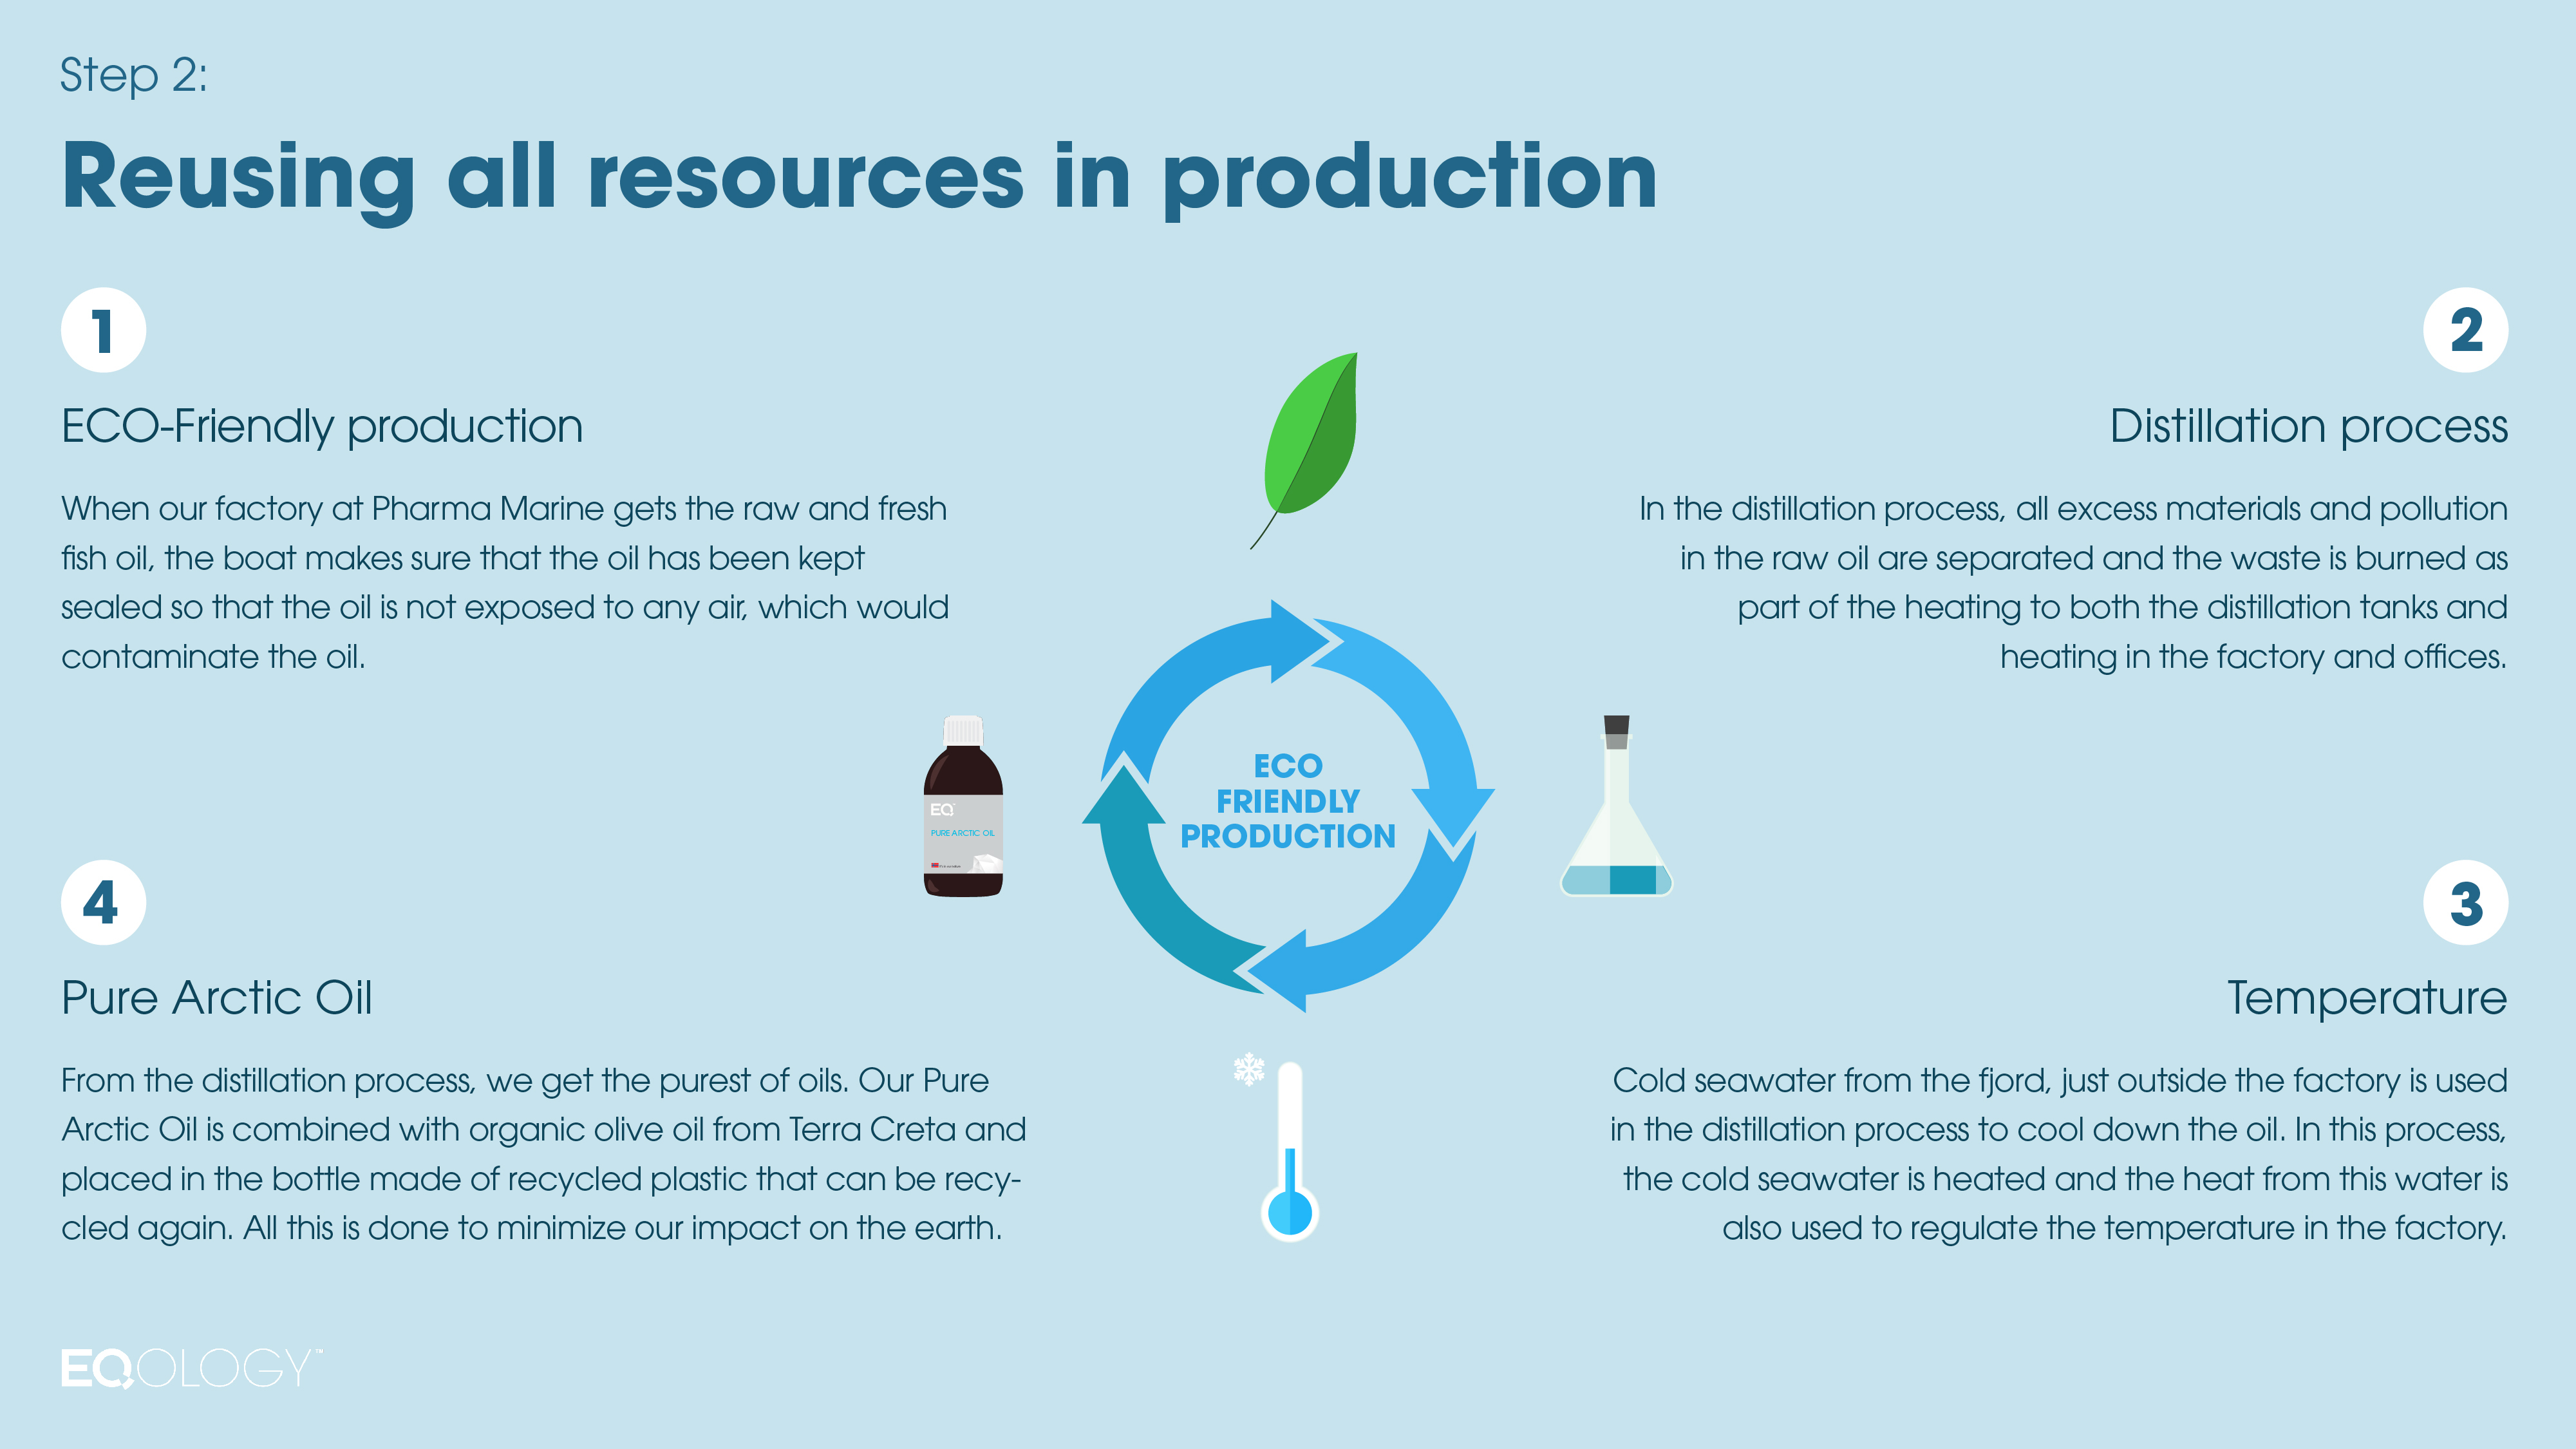 Step 2:
Reusing all resources in production
1
ECO-Friendly production
When our factory at Pharma Marine gets the raw and fresh
fish oil, the boat makes sure that the oil has been kept
sealed so that the oil is not exposed to any air, which would
contaminate the oil.
2
Distillation process
In the distillation process, all excess materials and pollution
in the raw oil are separated and the waste is burned as
part of the heating to both the distillation tanks and
heating in the factory and offices.
ECO
FRIENDLY
PRODUCTION
EQ
PURE ARCTIC OIL
3
Temperature
Cold seawater from the fjord, just outside the factory is used
in the distillation process to cool down the oil. In this process,
the cold seawater is heated and the heat from this water is
also used to regulate the temperature in the factory.
4
Pure Arctic Oil
From the distillation process, we get the purest of oils. Our Pure
Arctic Oil is combined with organic olive oil from Terra Creta and
placed in the bottle made of recycled plastic that can be recy-
cled again. All this is done to minimize our impact on the earth.
EQOLOGY™